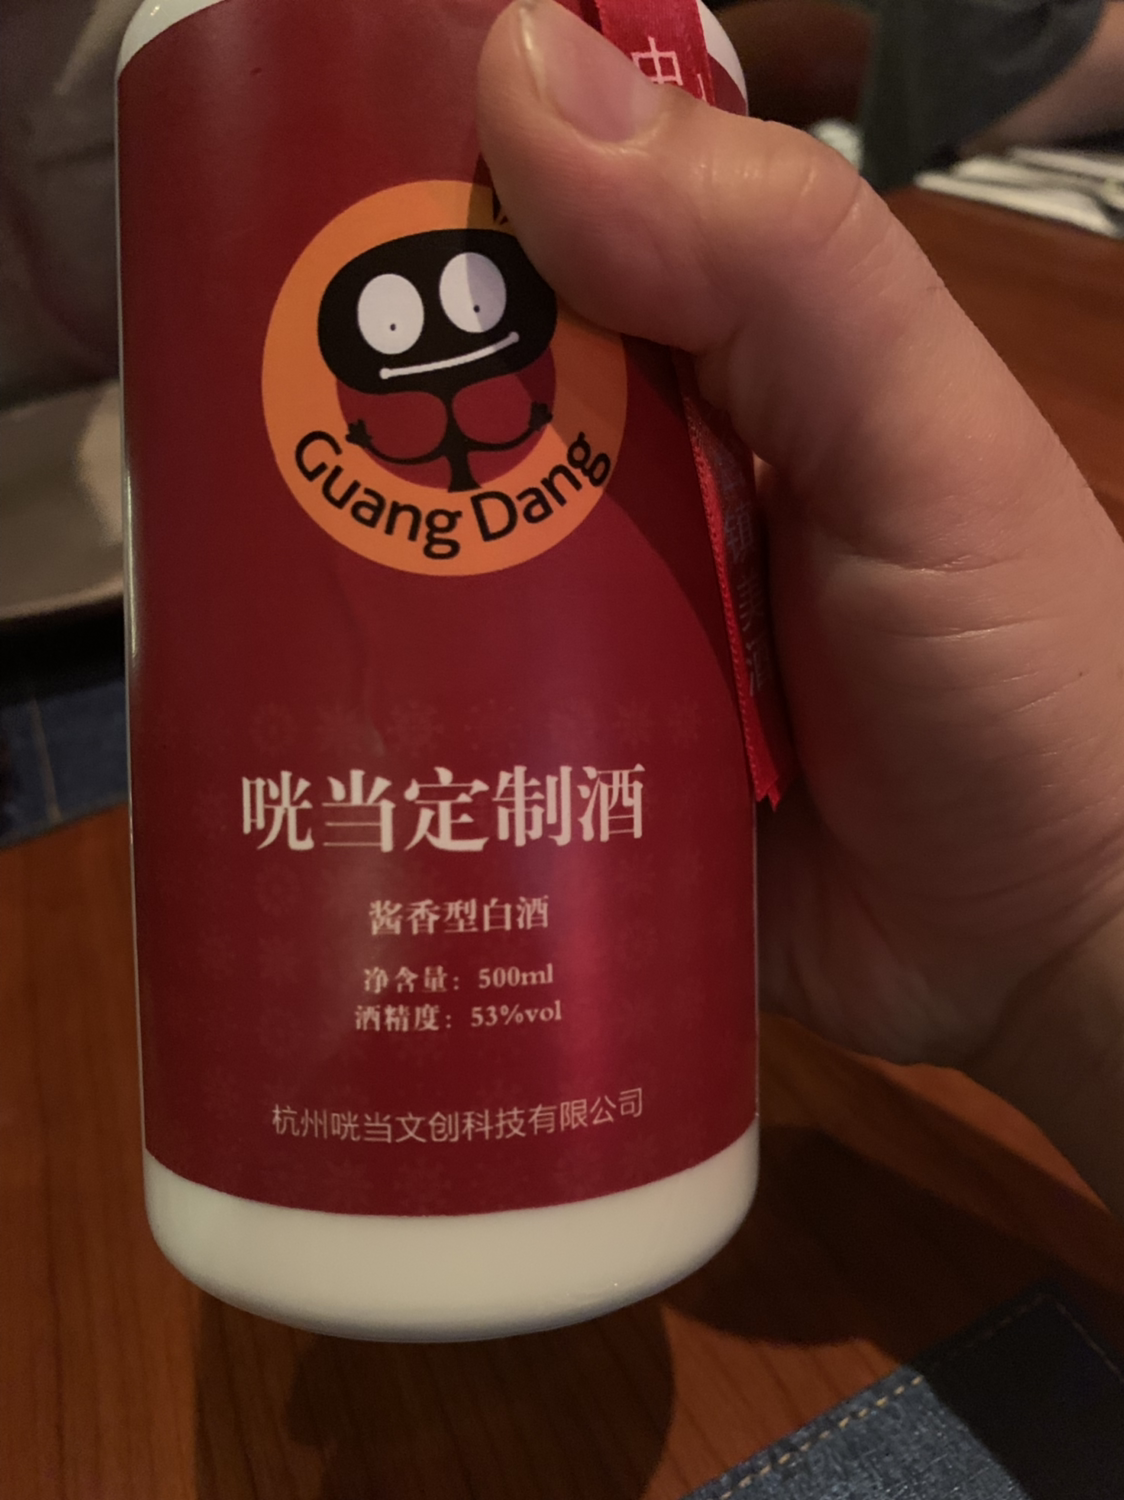 中
Guang Dang
咣当定制酒
酱香型白酒
净含量：500ml
酒精度：53%vol
杭州咣当文创科技有限公司